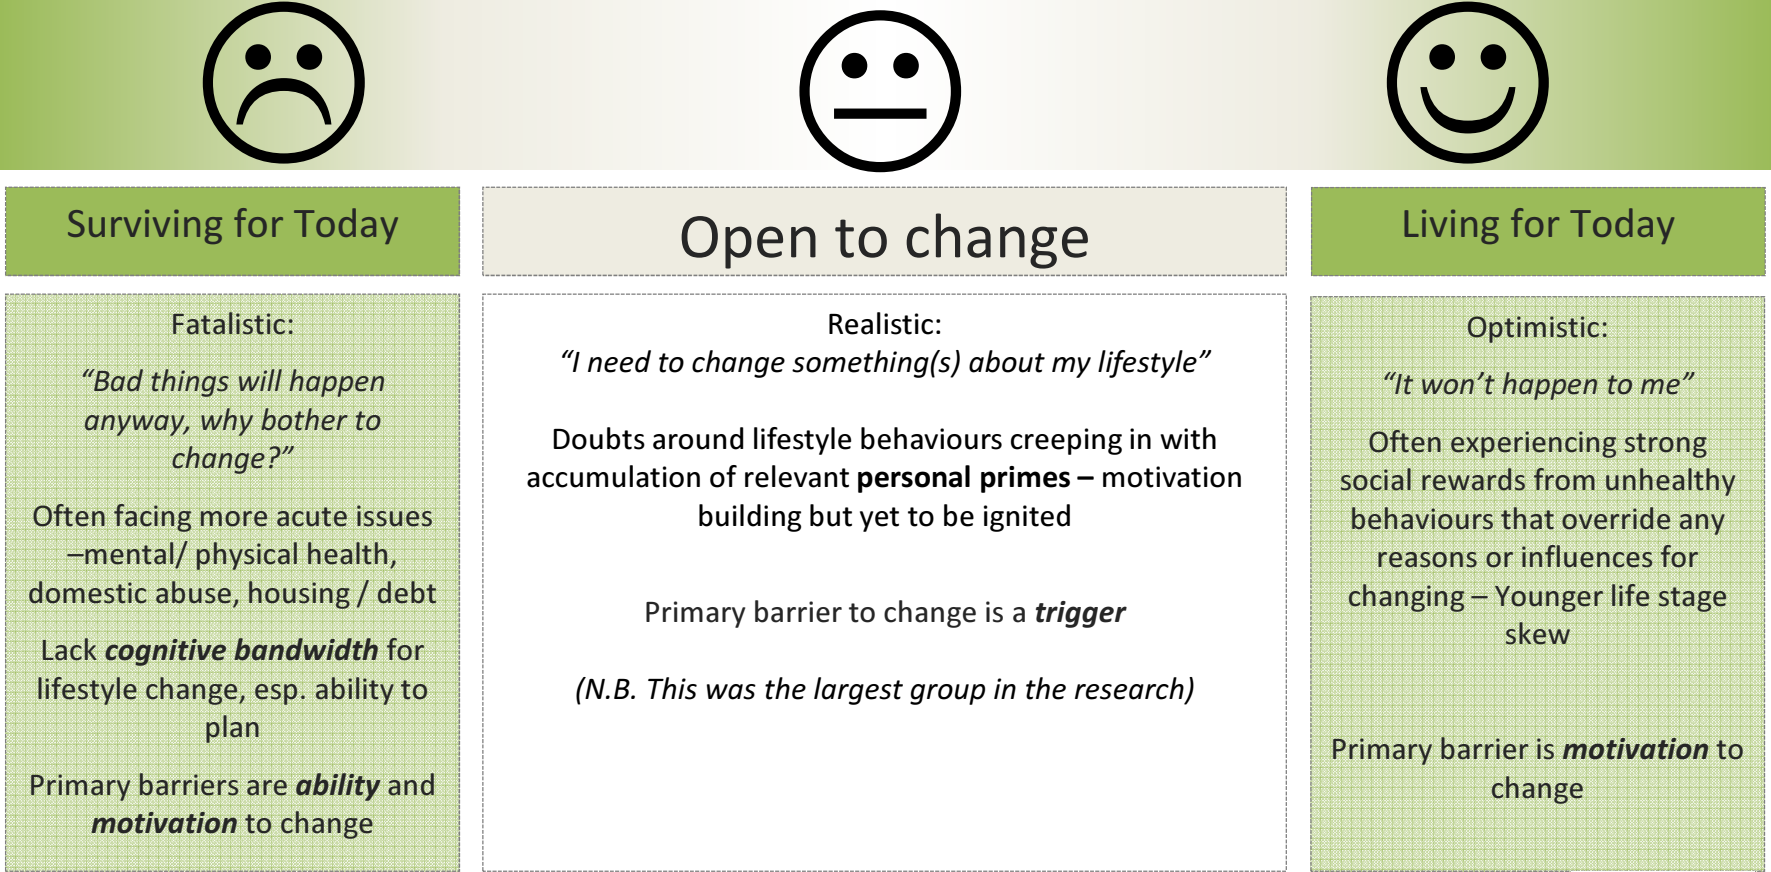 Surviving for Today
Fatalistic:
“Bad things will happen
anyway, why bother to
change?”
Often facing more acute issues
–mental/ physical health,
domestic abuse, housing / debt
Lack cognitive bandwidth for
lifestyle change, esp. ability to
plan
Primary barriers are ability and
motivation to change
Open to change
Realistic:
“I need to change something(s) about my lifestyle”
Doubts around lifestyle behaviours creeping in with
accumulation of relevant personal primes – motivation
building but yet to be ignited
Primary barrier to change is a trigger
(N.B. This was the largest group in the research)
Living for Today
Optimistic:
“It won’t happen to me”
Often experiencing strong
social rewards from unhealthy
behaviours that override any
reasons or influences for
changing – Younger life stage
skew
Primary barrier is motivation to
change